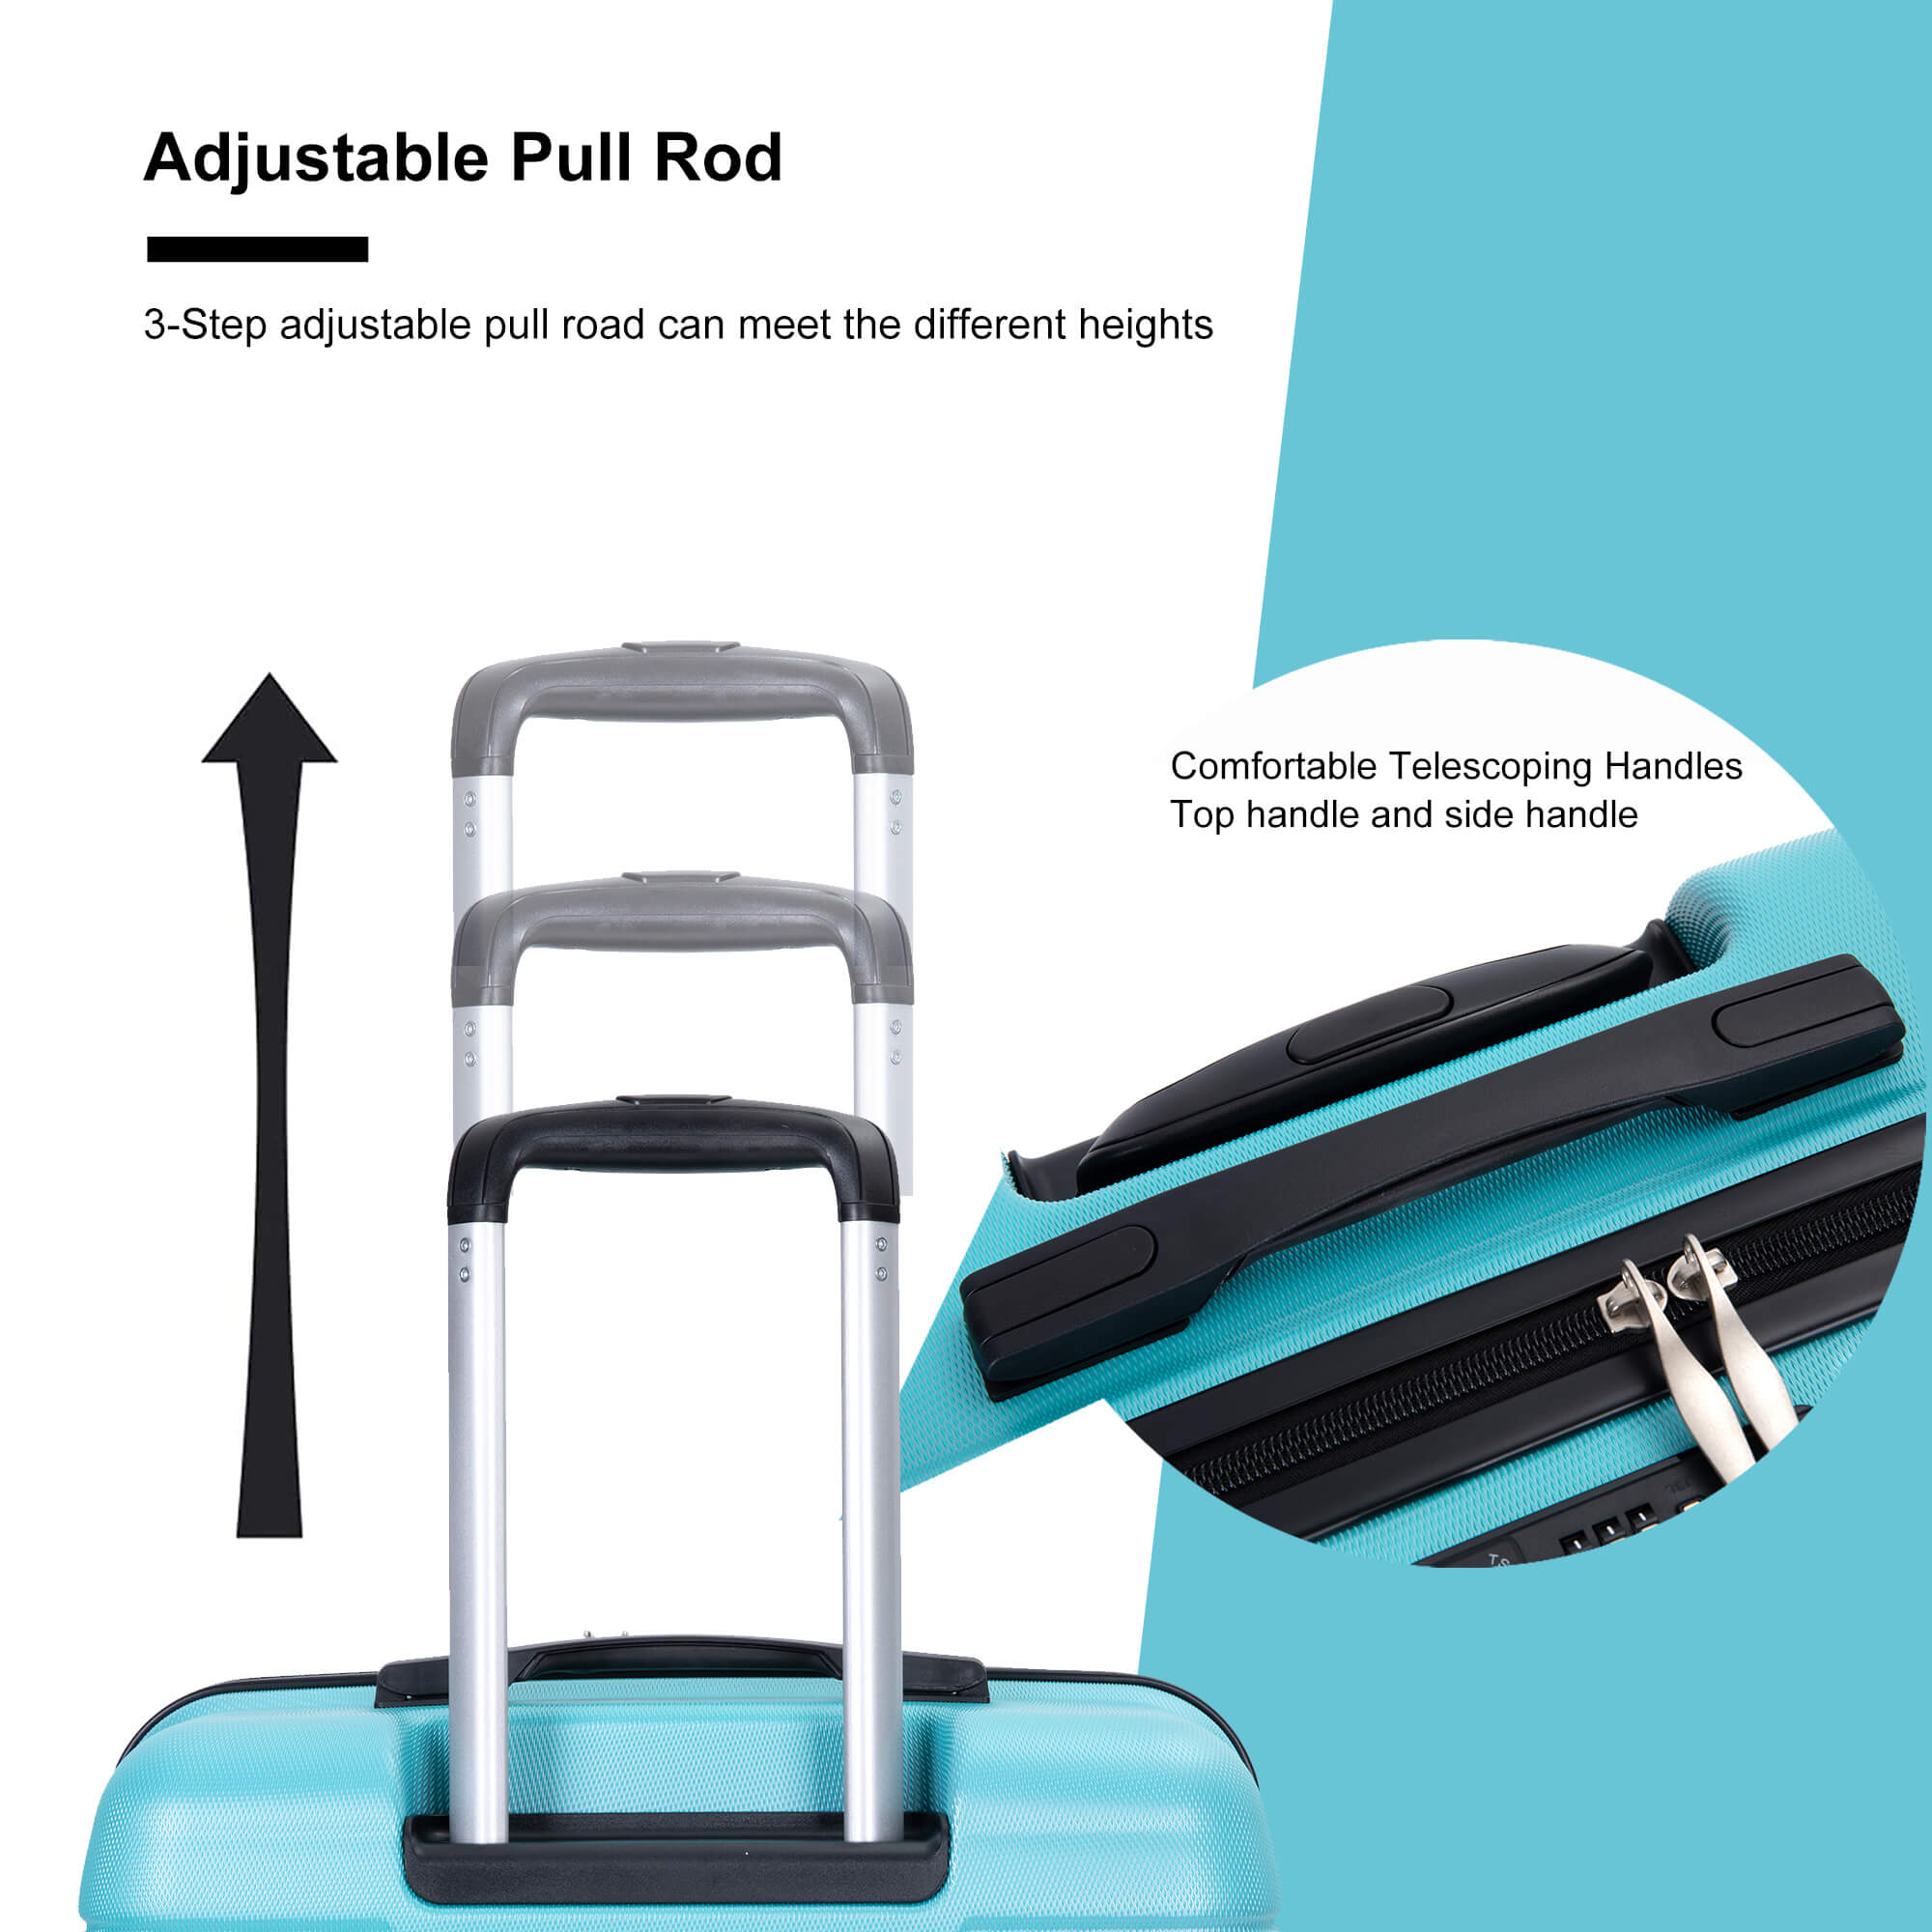 Adjustable Pull Rod
3-Step adjustable pull road can meet the different heights
Comfortable Telescoping Handles
Top handle and side handle